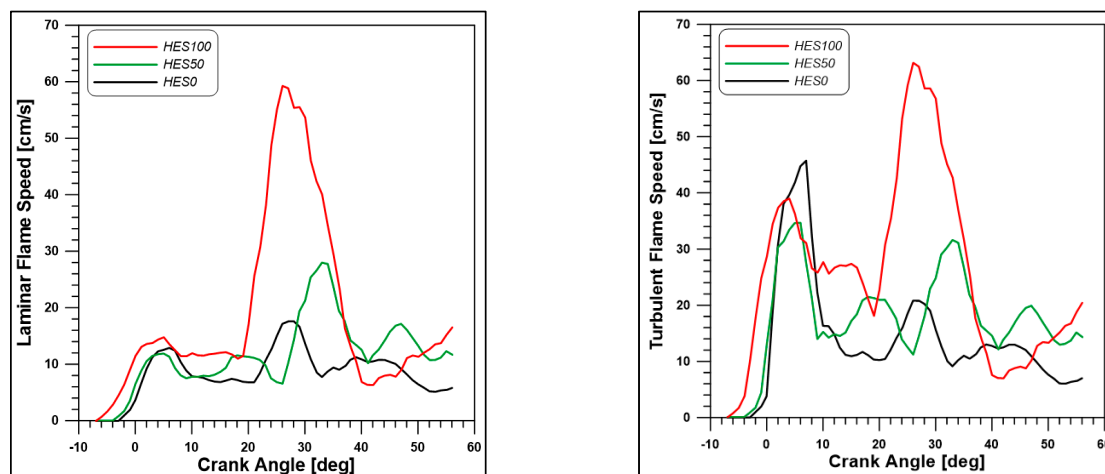 70
60
50
40
30
20
10
0
-10 0 10 20 30 40 50 60
Laminar Flame Speed [cm/s]
Crank Angle [deg]
HES100
HES50
HES0
70
60
50
40
30
20
10
0
-10 0 10 20 30 40 50 60
Turbulent Flame Speed [cm/s]
Crank Angle [deg]
HES100
HES50
HES0